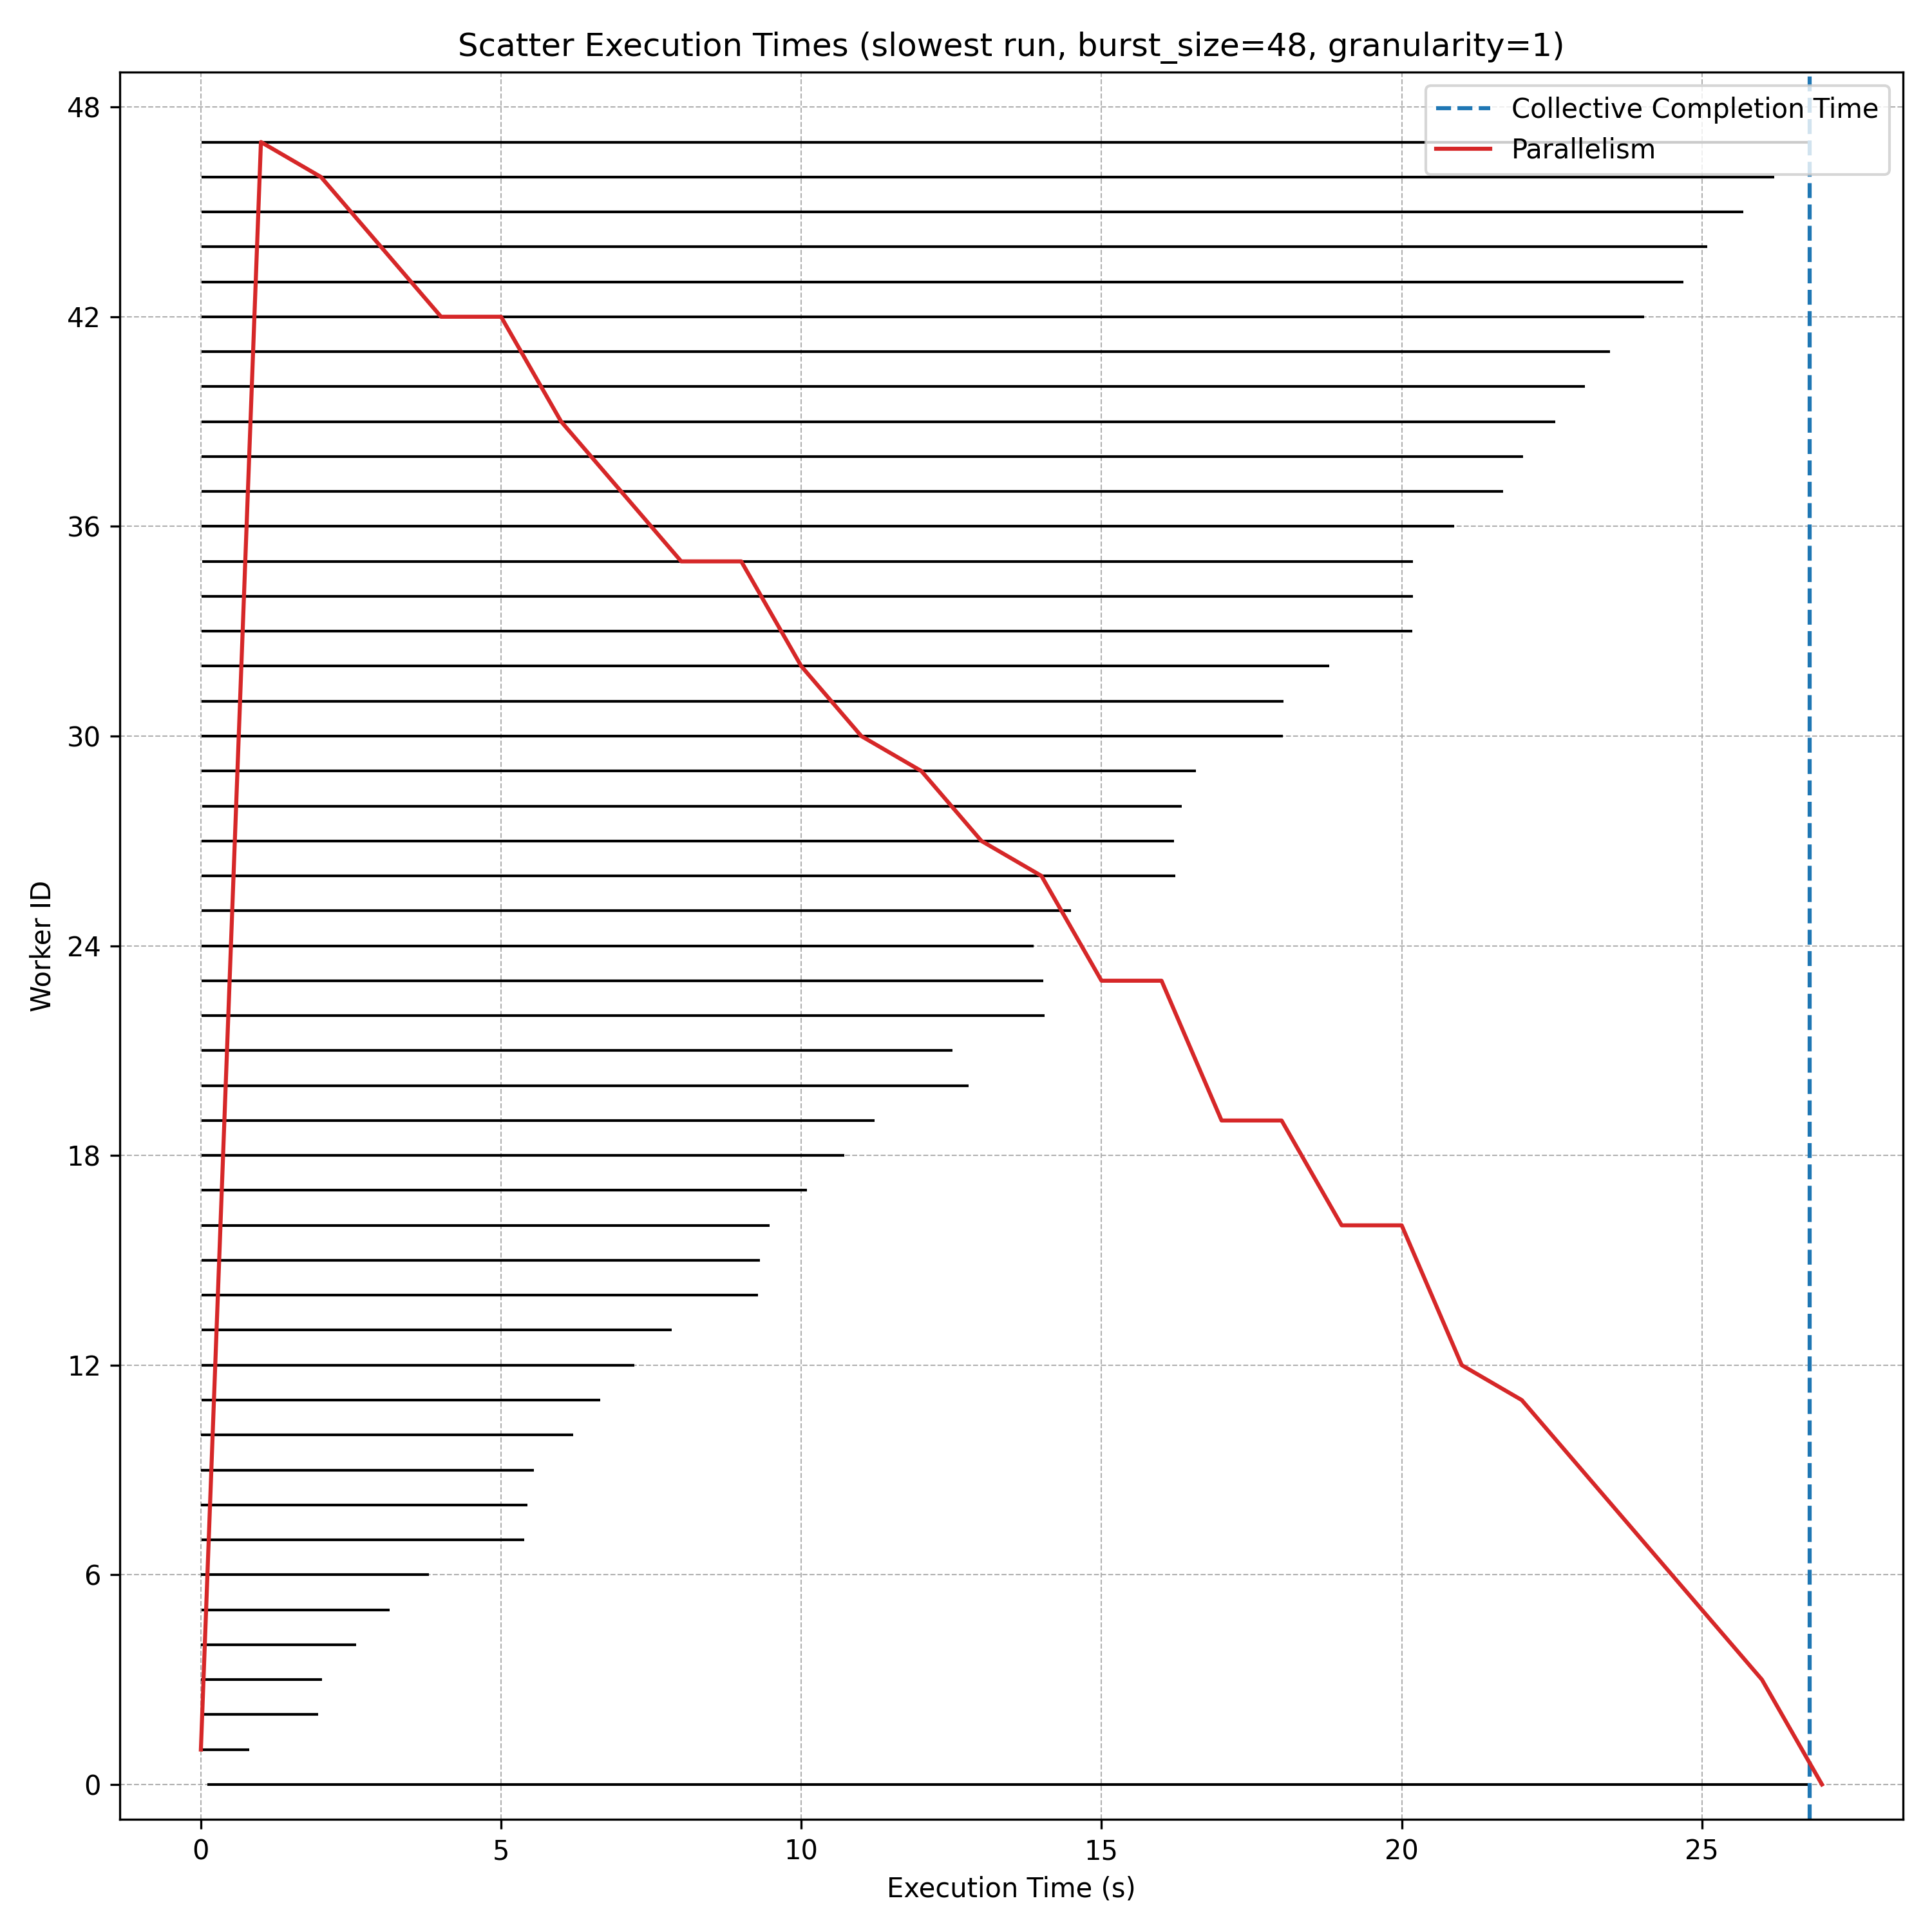 Scatter Execution Times (slowest run, burst_size=48, granularity=1)
Collective Completion Time
Parallelism
48
42
36
30
24
18
12
6
0
Worker ID
0 5 10 15 20 25
Execution Time (s)